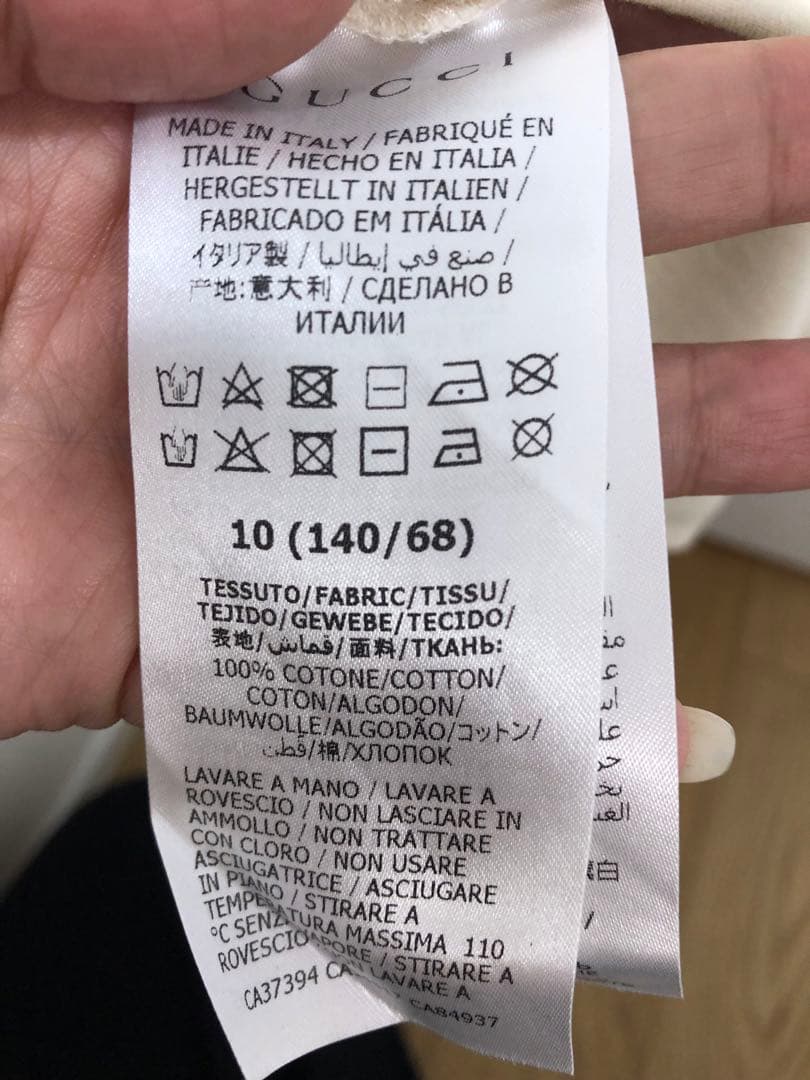 GUCCI
MADE IN ITALY / FABRIQUÉ EN
ITALIE / HECHO EN ITALIA /
HERGESTELLT IN ITALIEN /
FABRICADO EM ITÁLIA /
イタリア製 / صنع في إيطاليا /
产地:意大利 / СДЕЛАНО В
ИТАЛИИ
10 (140/68)
TESSUTO/FABRIC/TISSU/
TEJIDO/GEWEBE/TECIDO/
表地/قماش/面料/ТКАНЬ:
100% COTONE/COTTON/
COTON/ALGODON/
BAUMWOLLE/ALGODÃO/コットン/
قطن/棉/ХЛОПОК
LAVARE A MANO / LAVARE A
ROVESCIO / NON LASCIARE IN
AMMOLLO / NON TRATTARE
CON CLORO / NON USARE
ASCIUGATRICE / ASCIUGARE
IN PIANO / STIRARE A
TEMPE TURA MASSIMA 110
°C SENZA APORE / STIRARE A
ROVESCIO LAVARE A
CA37394 CA84937